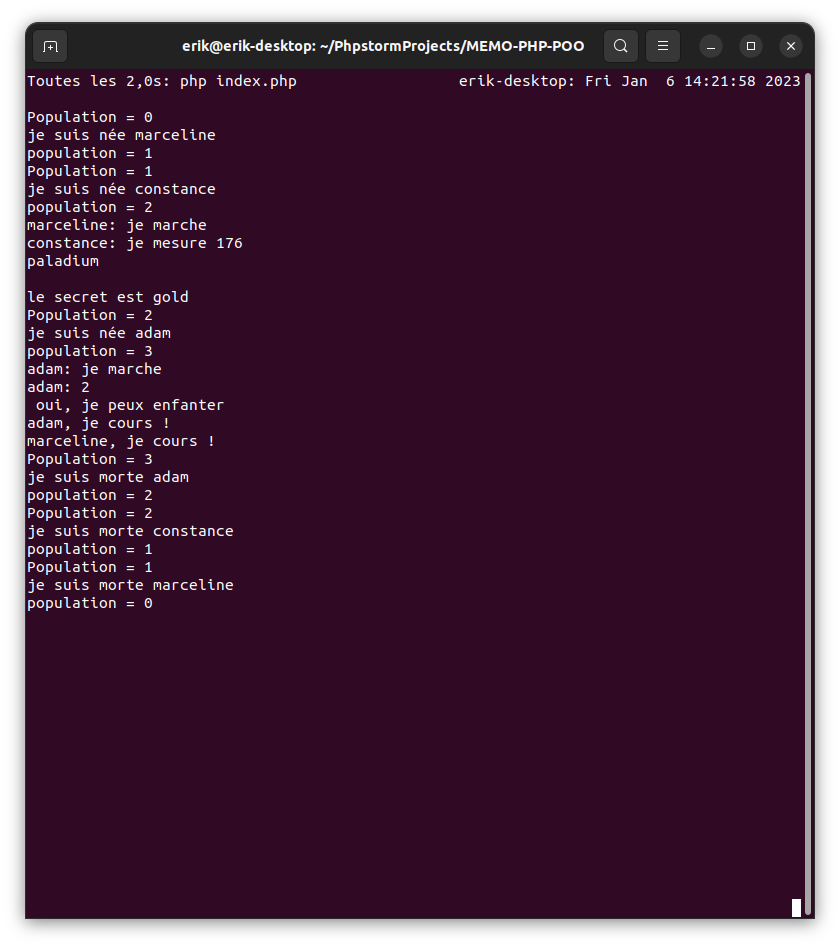 erik@erik-desktop: ~/PhpstormProjects/MEMO-PHP-POO
Toutes les 2,0s: php index.php erik-desktop: Fri Jan  6 14:21:58 2023
Population = 0
je suis née marceline
population = 1
Population = 1
je suis née constance
population = 2
marceline: je marche
constance: je mesure 176
paladium
le secret est gold
Population = 2
je suis née adam
population = 3
adam: je marche
adam: 2
 oui, je peux enfanter
adam, je cours !
marceline, je cours !
Population = 3
je suis morte adam
population = 2
Population = 2
je suis morte constance
population = 1
Population = 1
je suis morte marceline
population = 0